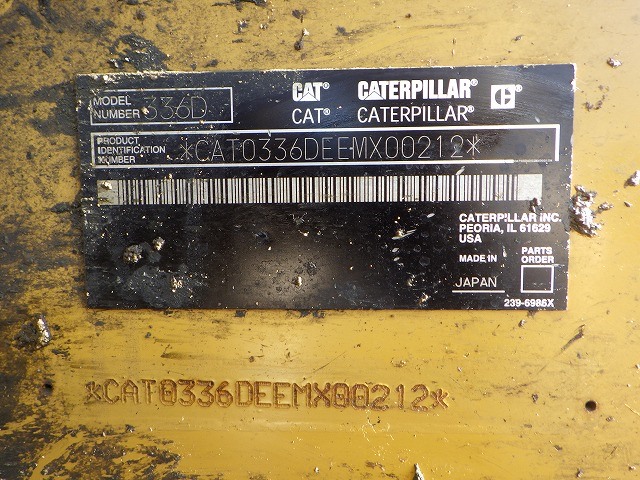 MODEL NUMBER 336D
CAT® CATERPILLAR® C
CAT® CATERPILLAR®
PRODUCT IDENTIFICATION NUMBER *CAT0336DEEMX00212*
CATERPILLAR INC.
PEORIA, IL 61629
USA
MADE IN
JAPAN
PARTS ORDER
239-6986X
*CAT0336DEEMX00212*